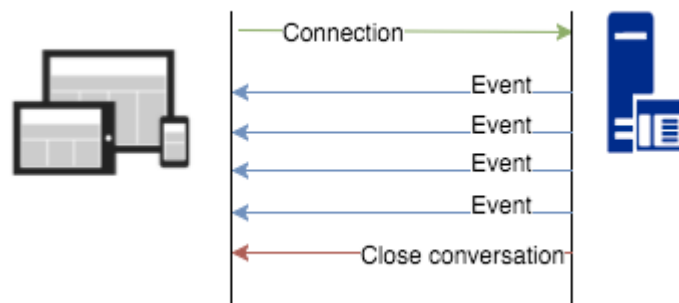 Connection
Event
Event
Event
Event
Close conversation